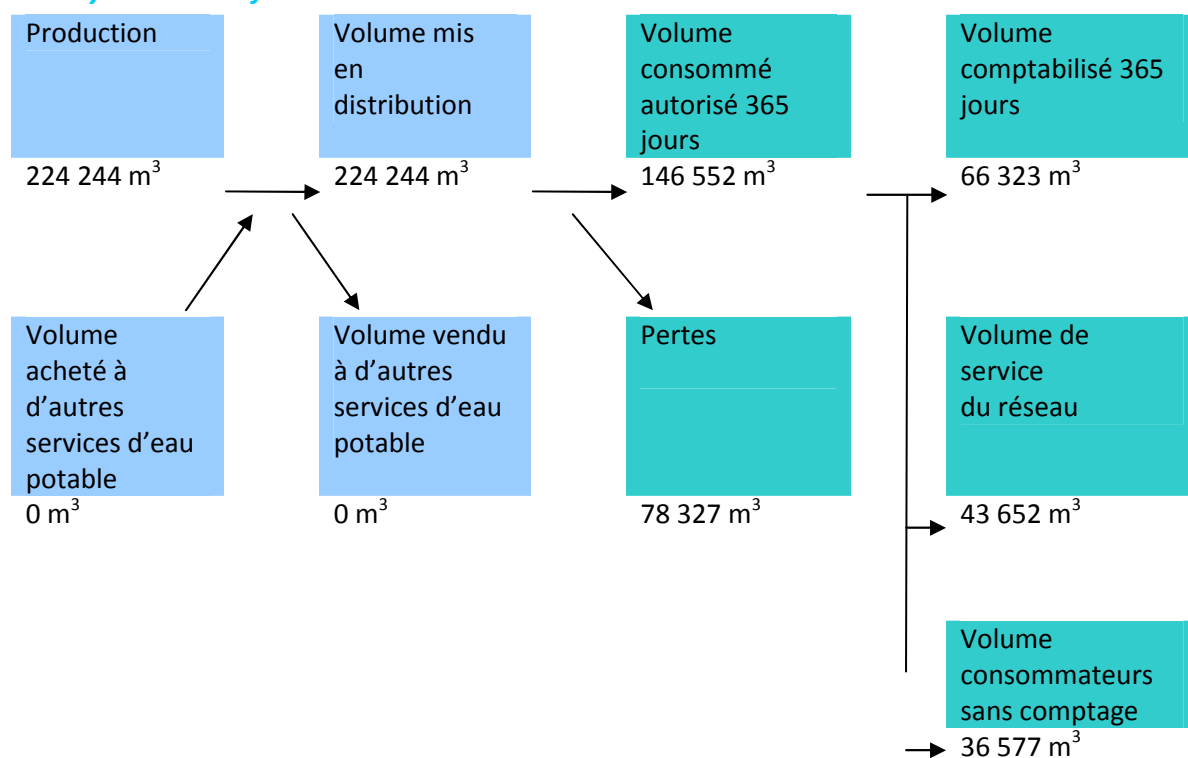 Production
224 244 m³
Volume mis
en
distribution
224 244 m³
Volume
consommé
autorisé 365
jours
146 552 m³
Volume
comptabilisé 365
jours
66 323 m³
Volume
acheté à
d’autres
services d’eau
potable
0 m³
Volume vendu
à d’autres
services d’eau
potable
0 m³
Pertes
78 327 m³
Volume de
service
du réseau
43 652 m³
Volume
consommateurs
sans comptage
36 577 m³